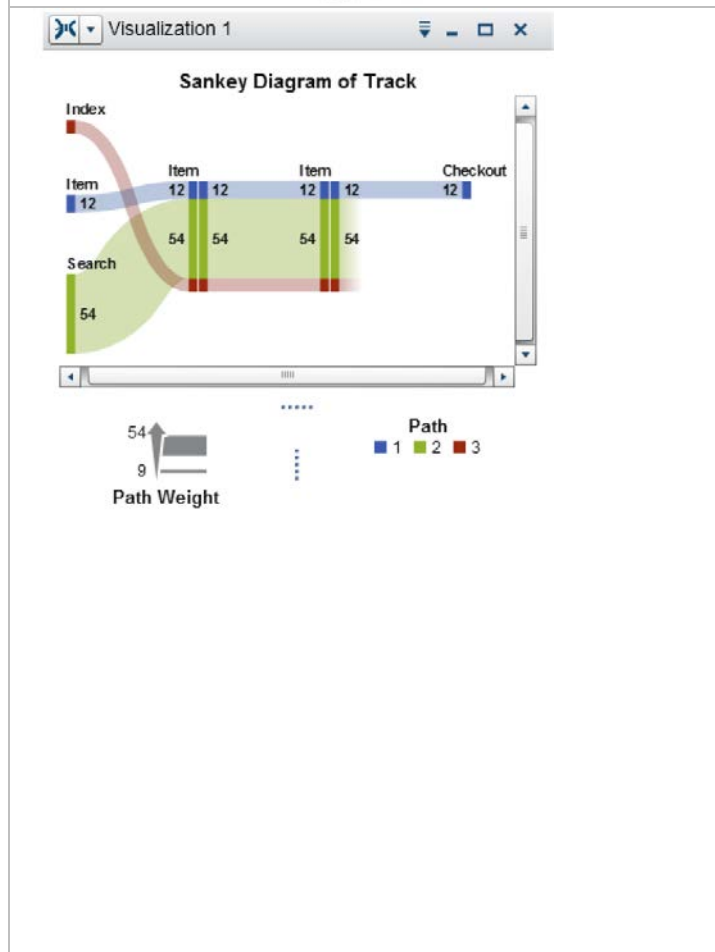 Visualization 1
Sankey Diagram of Track
Index
Item
12
Search
54
Item
12 12
54 54
Item
12 12
54 54
Checkout
12
54
9
Path Weight
Path
1 2 3